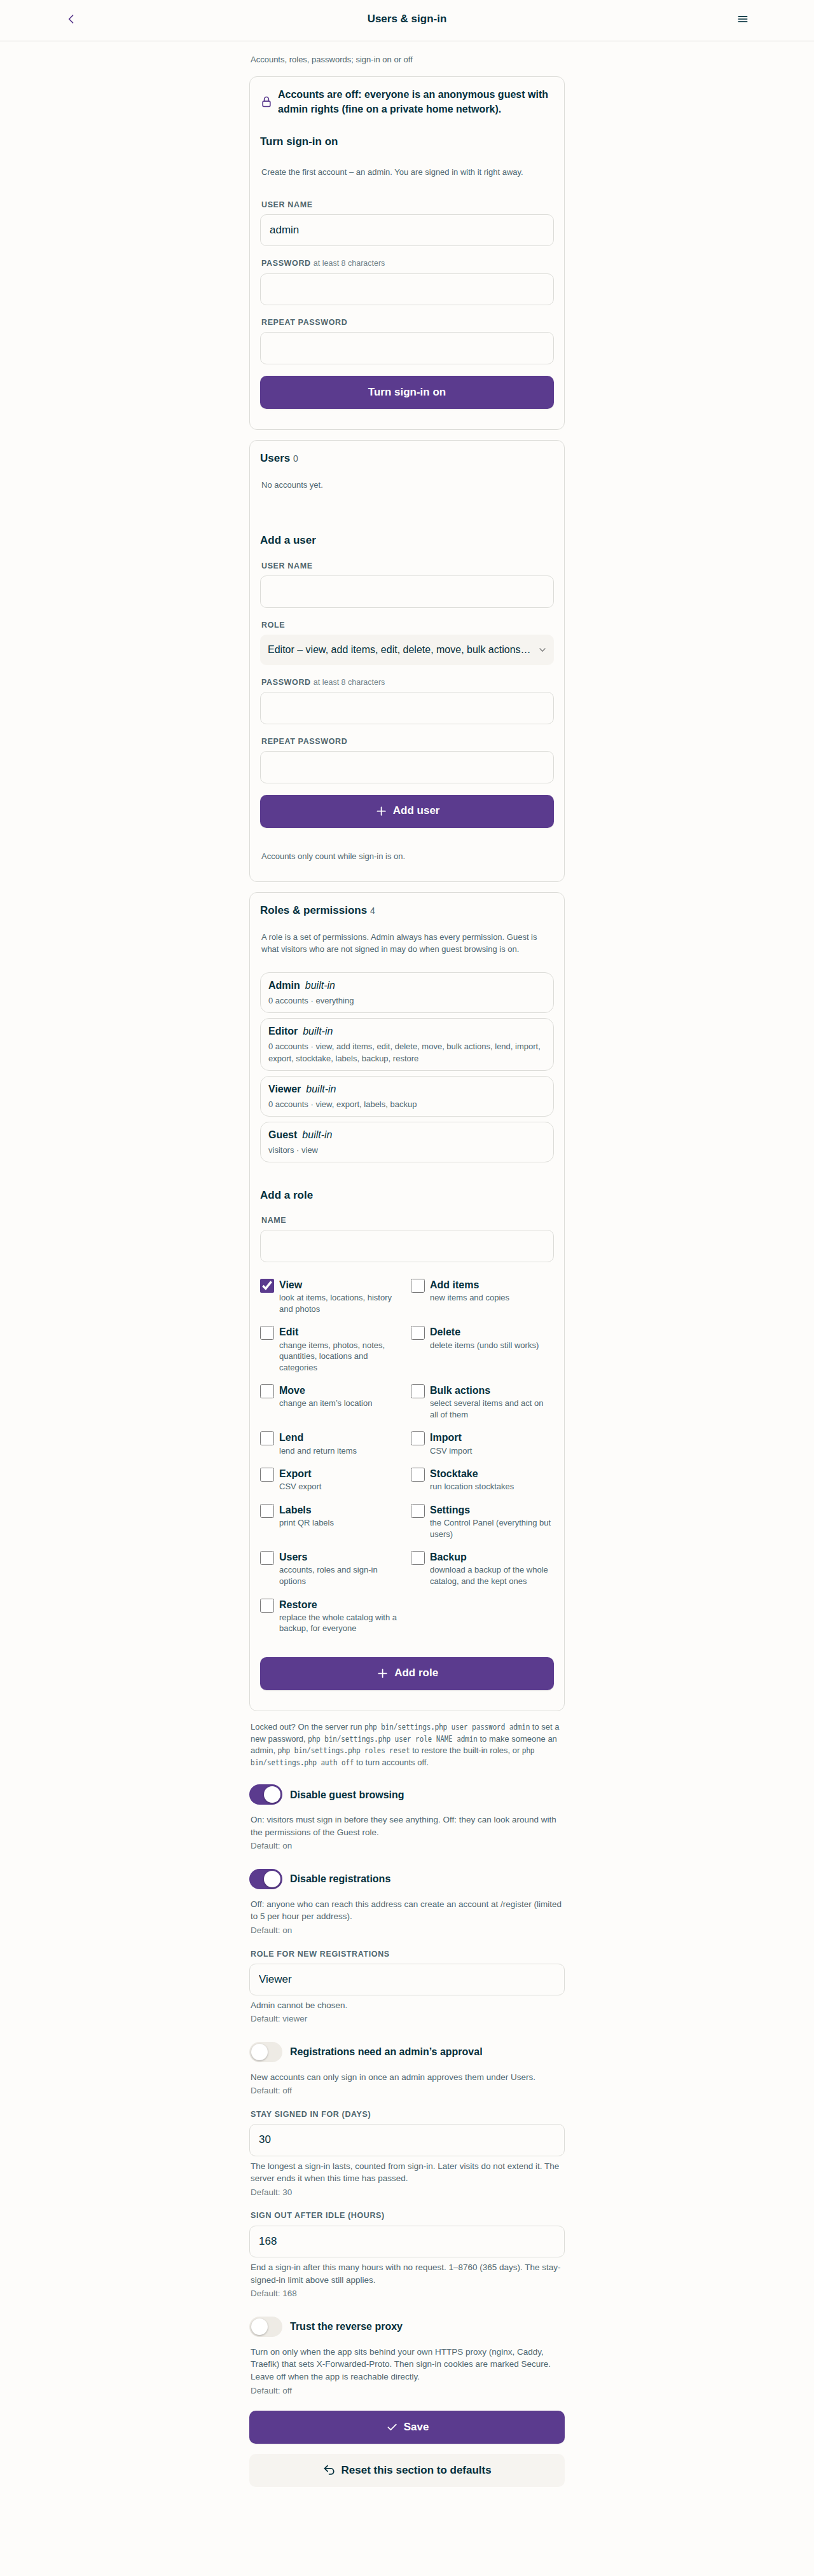 Users & sign-in
Accounts, roles, passwords; sign-in on or off
Accounts are off: everyone is an anonymous guest with
admin rights (fine on a private home network).
Turn sign-in on
Create the first account – an admin. You are signed in with it right away.
USER NAME
admin
PASSWORD at least 8 characters
REPEAT PASSWORD
Turn sign-in on
Users 0
No accounts yet.
Add a user
USER NAME
ROLE
Editor – view, add items, edit, delete, move, bulk actions…
PASSWORD at least 8 characters
REPEAT PASSWORD
Add user
Accounts only count while sign-in is on.
Roles & permissions 4
A role is a set of permissions. Admin always has every permission. Guest is
what visitors who are not signed in may do when guest browsing is on.
Admin built-in
0 accounts · everything
Editor built-in
0 accounts · view, add items, edit, delete, move, bulk actions, lend, import,
export, stocktake, labels, backup, restore
Viewer built-in
0 accounts · view, export, labels, backup
Guest built-in
visitors · view
Add a role
NAME
View
look at items, locations, history
and photos
Add items
new items and copies
Edit
change items, photos, notes,
quantities, locations and
categories
Delete
delete items (undo still works)
Move
change an item's location
Bulk actions
select several items and act on
all of them
Lend
lend and return items
Import
CSV import
Export
CSV export
Stocktake
run location stocktakes
Labels
print QR labels
Settings
the Control Panel (everything but
users)
Users
accounts, roles and sign-in
options
Backup
download a backup of the whole
catalog, and the kept ones
Restore
replace the whole catalog with a
backup, for everyone
Add role
Locked out? On the server run php bin/settings.php user password admin to set a
new password, php bin/settings.php user role NAME admin to make someone an
admin, php bin/settings.php roles reset to restore the built-in roles, or php
bin/settings.php auth off to turn accounts off.
Disable guest browsing
On: visitors must sign in before they see anything. Off: they can look around with
the permissions of the Guest role.
Default: on
Disable registrations
Off: anyone who can reach this address can create an account at /register (limited
to 5 per hour per address).
Default: on
ROLE FOR NEW REGISTRATIONS
Viewer
Admin cannot be chosen.
Default: viewer
Registrations need an admin’s approval
New accounts can only sign in once an admin approves them under Users.
Default: off
STAY SIGNED IN FOR (DAYS)
30
The longest a sign-in lasts, counted from sign-in. Later visits do not extend it. The
server ends it when this time has passed.
Default: 30
SIGN OUT AFTER IDLE (HOURS)
168
End a sign-in after this many hours with no request. 1–8760 (365 days). The stay-
signed-in limit above still applies.
Default: 168
Trust the reverse proxy
Turn on only when the app sits behind your own HTTPS proxy (nginx, Caddy,
Traefik) that sets X-Forwarded-Proto. Then sign-in cookies are marked Secure.
Leave off when the app is reachable directly.
Default: off
Save
Reset this section to defaults